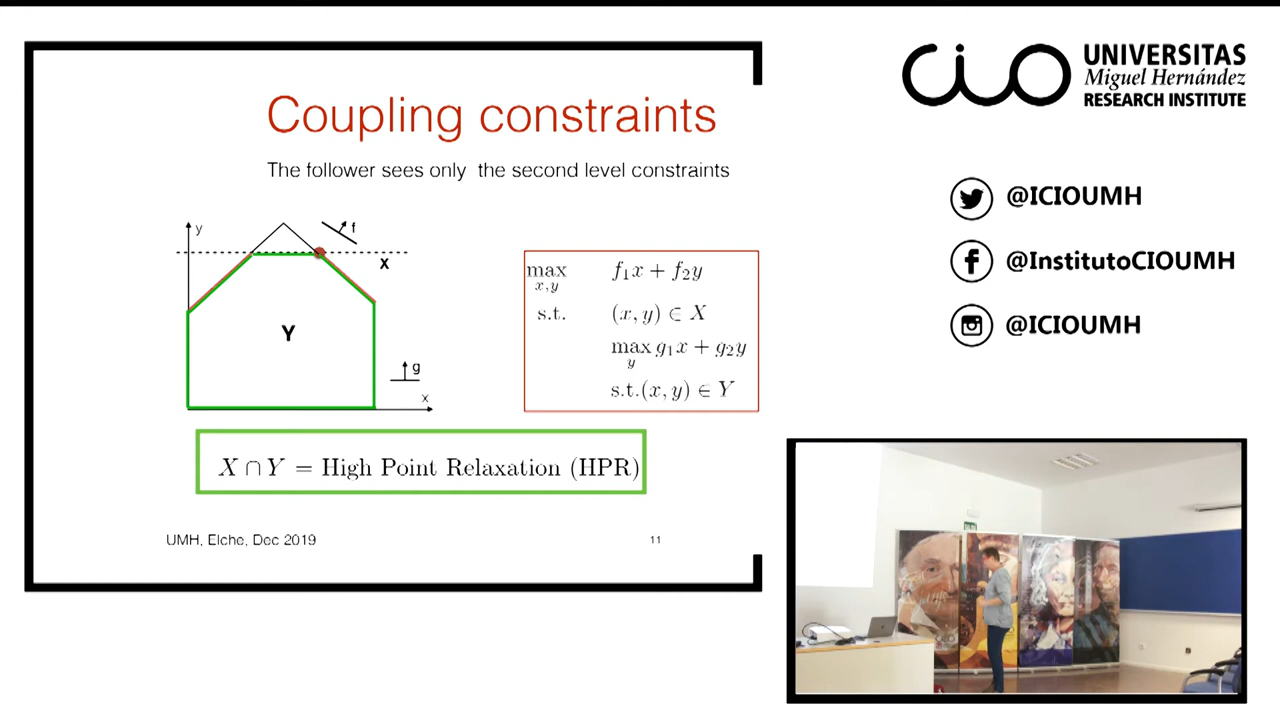 Coupling constraints
The follower sees only the second level constraints
y
f
X
Y
g
x
max f₁x + f₂y
x,y
s.t. (x, y) ∈ X
max g₁x + g₂y
y
s.t.(x, y) ∈ Y
X ∩ Y = High Point Relaxation (HPR)
UMH, Elche, Dec 2019
11
cio
UNIVERSITAS
Miguel Hernández
RESEARCH INSTITUTE
@ICIOUMH
@InstitutoCIOUMH
@ICIOUMH